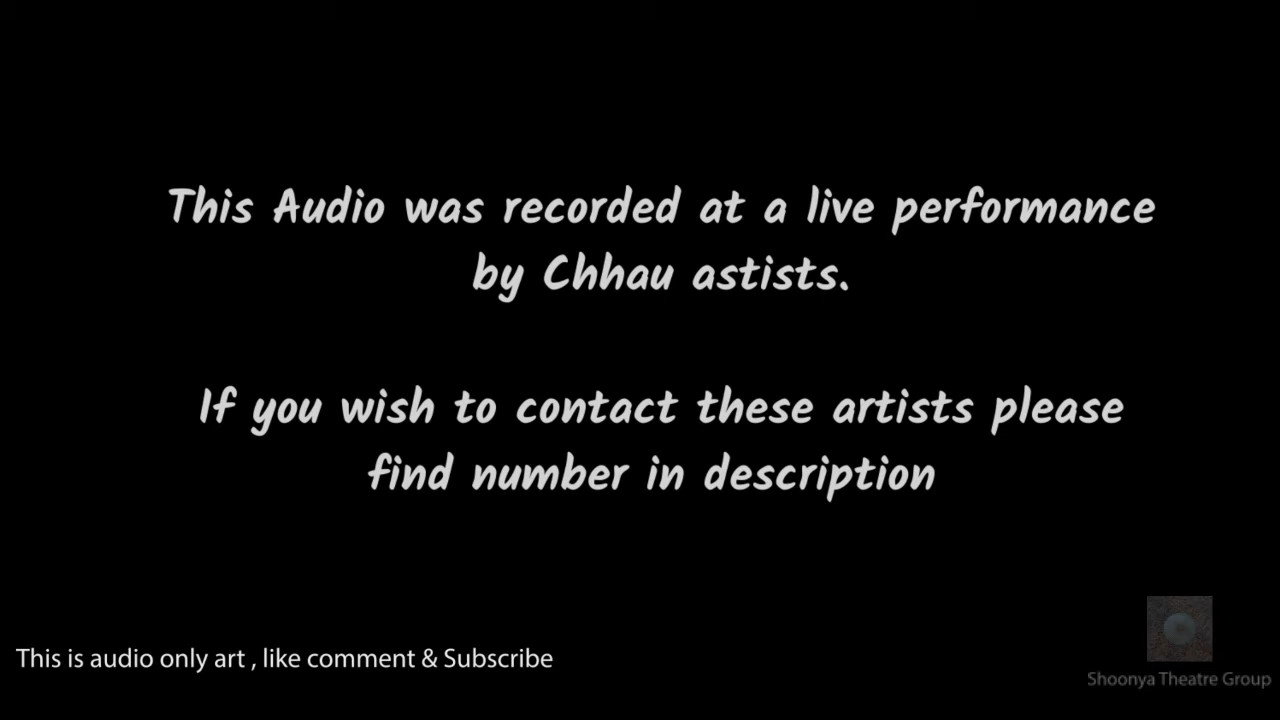 This Audio was recorded at a live performance
by Chhau astists.
If you wish to contact these artists please
find number in description
This is audio only art , like comment & Subscribe
Shoonya Theatre Group